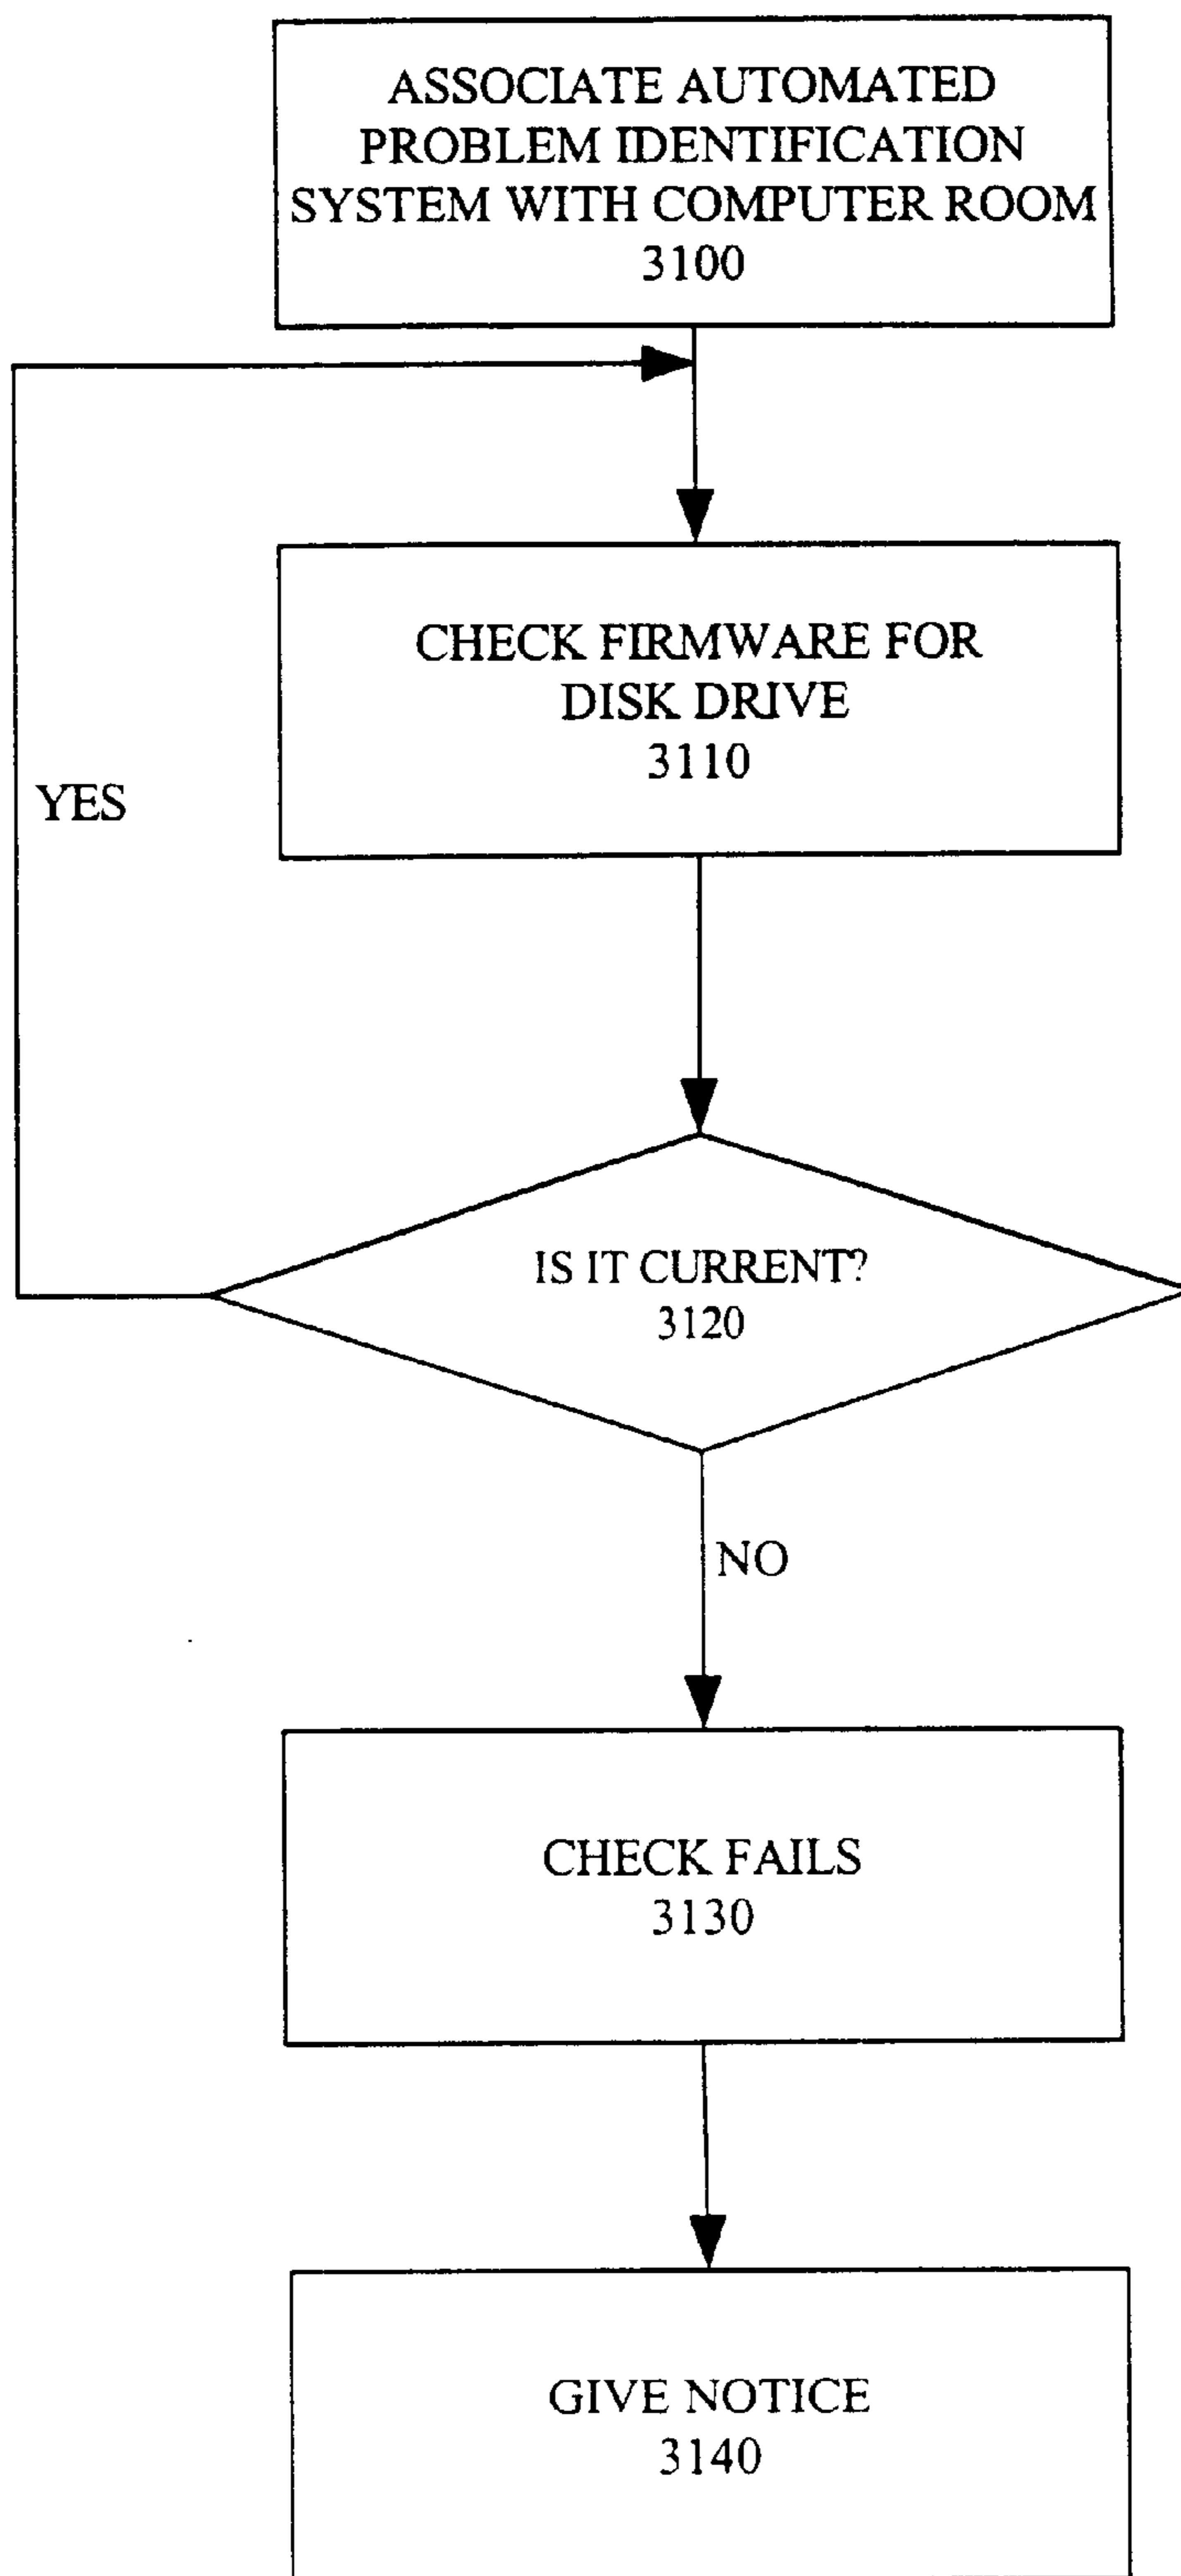 ASSOCIATE AUTOMATED
PROBLEM IDENTIFICATION
SYSTEM WITH COMPUTER ROOM
3100
CHECK FIRMWARE FOR
DISK DRIVE
3110
YES
IS IT CURRENT?
3120
NO
CHECK FAILS
3130
GIVE NOTICE
3140